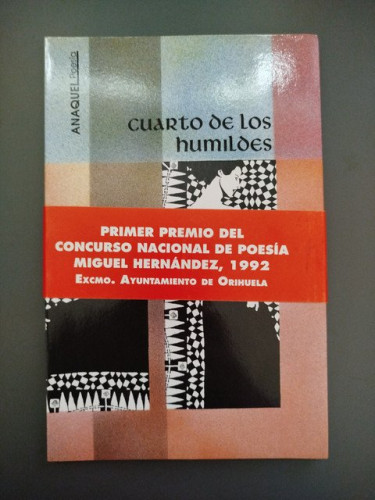 ANAQUEL Poesía
CUARTO DE LOS
HUMILDES
PRIMER PREMIO DEL
CONCURSO NACIONAL DE POESÍA
MIGUEL HERNÁNDEZ, 1992
EXCMO. AYUNTAMIENTO DE ORIHUELA